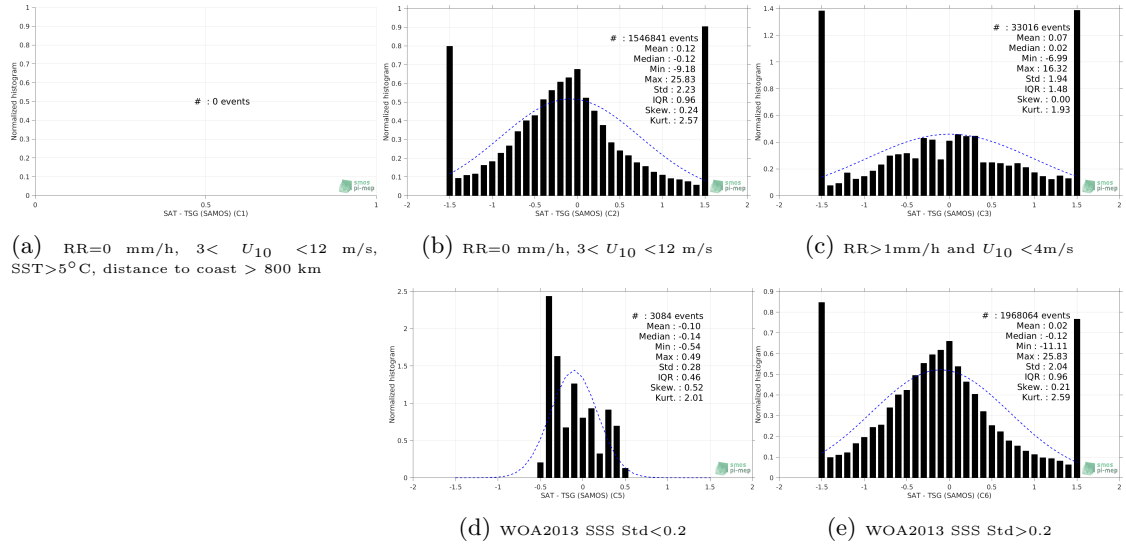 1
0.9
0.8
0.7
0.6
0.5
0.4
0.3
0.2
0.1
0
Normalized histogram
# : 0 events
smos
pi-mep
0 0.5 1
SAT - TSG (SAMOS) (C1)
(a) RR=0 mm/h, 3< U10 <12 m/s,
SST>5°C, distance to coast > 800 km
1
0.9
0.8
0.7
0.6
0.5
0.4
0.3
0.2
0.1
0
Normalized histogram
# : 1546841 events
Mean : 0.12
Median : -0.12
Min : -9.18
Max : 25.83
Std : 2.23
IQR : 0.96
Skew. : 0.24
Kurt. : 2.57
smos
pi-mep
-2 -1.5 -1 -0.5 0 0.5 1 1.5 2
SAT - TSG (SAMOS) (C2)
(b) RR=0 mm/h, 3< U10 <12 m/s
1.4
1.2
1
0.8
0.6
0.4
0.2
0
Normalized histogram
# : 33016 events
Mean : 0.07
Median : 0.02
Min : -6.99
Max : 16.32
Std : 1.94
IQR : 1.48
Skew. : 0.00
Kurt. : 1.93
smos
pi-mep
-2 -1.5 -1 -0.5 0 0.5 1 1.5 2
SAT - TSG (SAMOS) (C3)
(c) RR>1mm/h and U10 <4m/s
2.5
2
1.5
1
0.5
0
Normalized histogram
# : 3084 events
Mean : -0.10
Median : -0.14
Min : -0.54
Max : 0.49
Std : 0.28
IQR : 0.46
Skew. : 0.52
Kurt. : 2.01
smos
pi-mep
-2 -1.5 -1 -0.5 0 0.5 1 1.5 2
SAT - TSG (SAMOS) (C5)
(d) WOA2013 SSS Std<0.2
0.9
0.8
0.7
0.6
0.5
0.4
0.3
0.2
0.1
0
Normalized histogram
# : 1968064 events
Mean : 0.02
Median : -0.12
Min : -11.11
Max : 25.83
Std : 2.04
IQR : 0.96
Skew. : 0.21
Kurt. : 2.59
smos
pi-mep
-2 -1.5 -1 -0.5 0 0.5 1 1.5 2
SAT - TSG (SAMOS) (C6)
(e) WOA2013 SSS Std>0.2